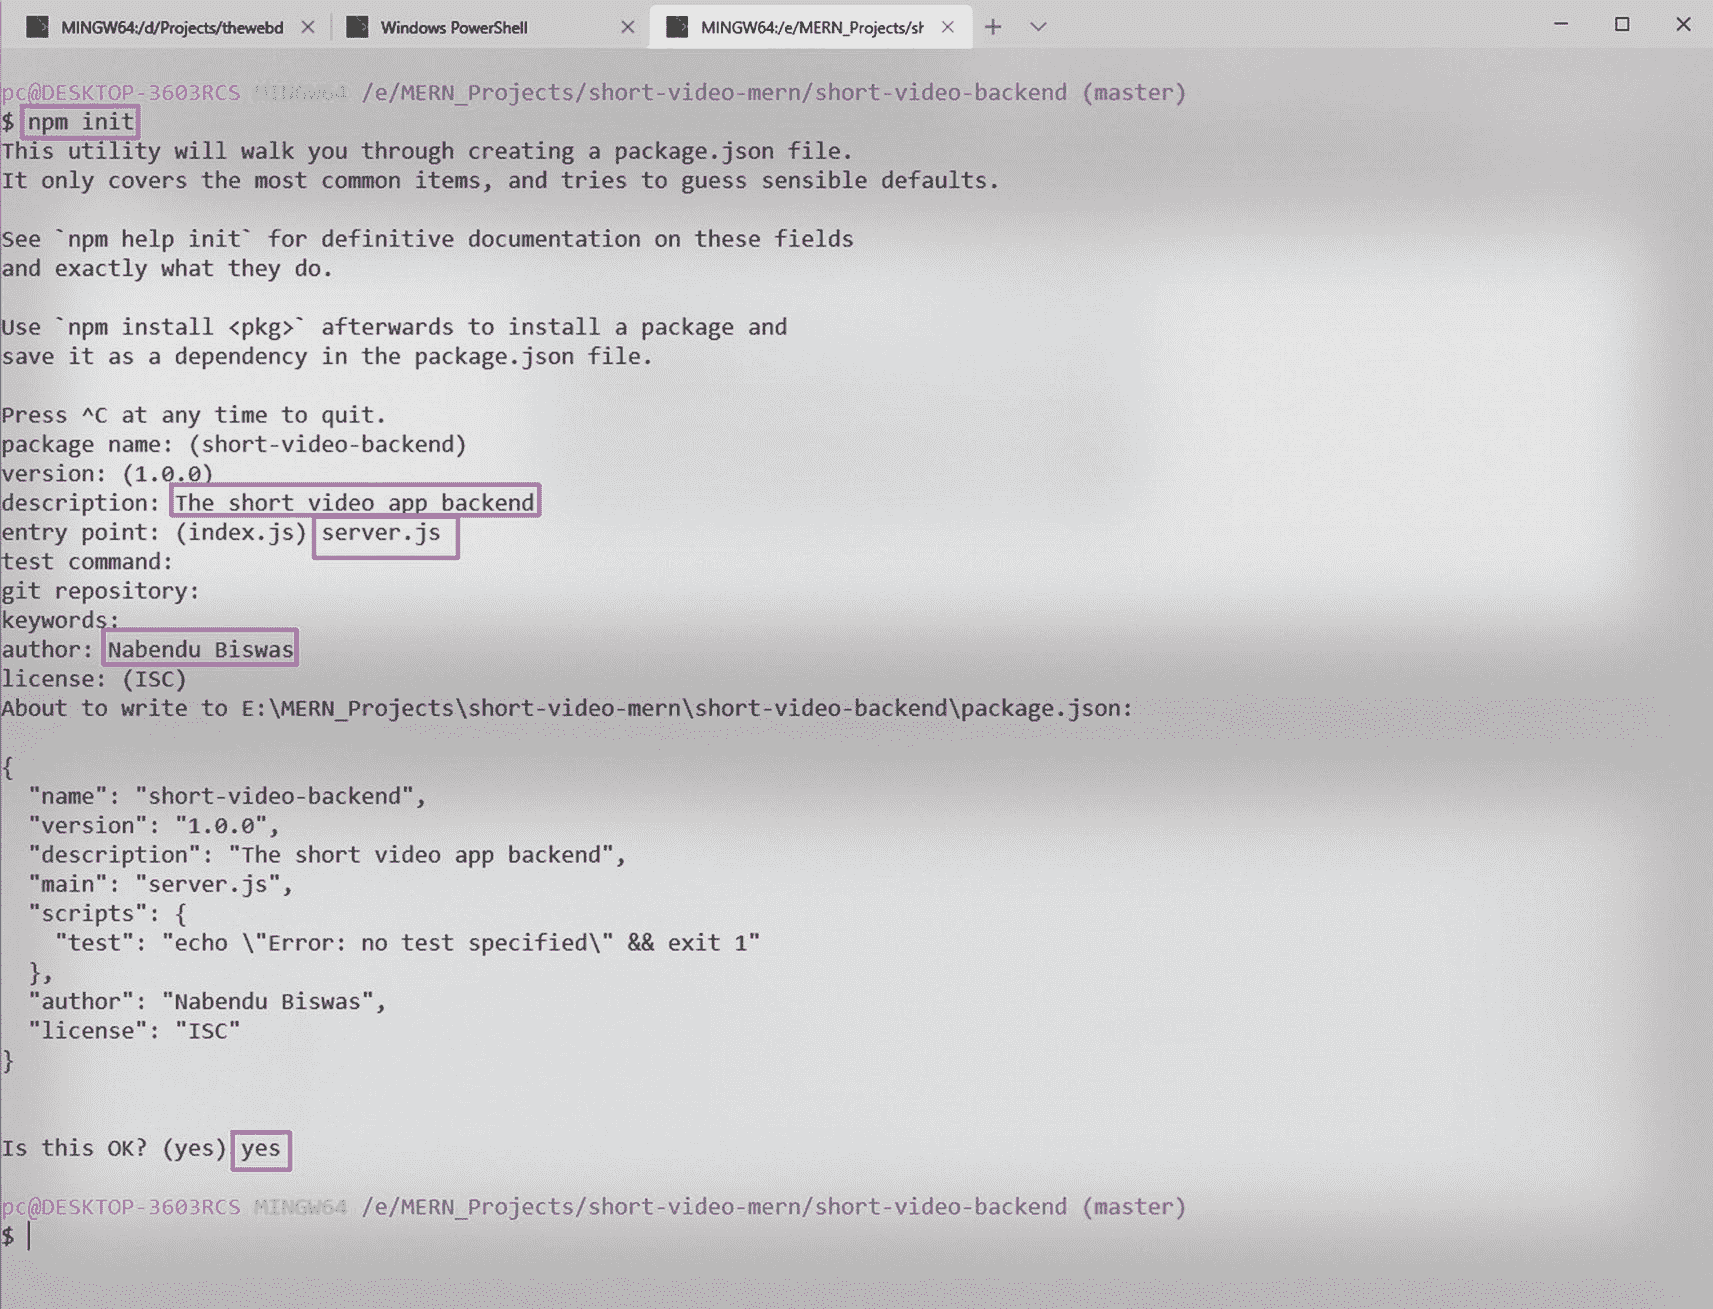 MINGW64:/d/Projects/thewebd
Windows PowerShell
MINGW64:/e/MERN_Projects/sh
pc@DESKTOP-3603RCS MINGW64 /e/MERN_Projects/short-video-mern/short-video-backend (master)
$ npm init
This utility will walk you through creating a package.json file.
It only covers the most common items, and tries to guess sensible defaults.
See `npm help init` for definitive documentation on these fields
and exactly what they do.
Use `npm install <pkg>` afterwards to install a package and
save it as a dependency in the package.json file.
Press ^C at any time to quit.
package name: (short-video-backend)
version: (1.0.0)
description: The short video app backend
entry point: (index.js) server.js
test command:
git repository:
keywords:
author: Nabendu Biswas
license: (ISC)
About to write to E:\MERN_Projects\short-video-mern\short-video-backend\package.json:
{
  "name": "short-video-backend",
  "version": "1.0.0",
  "description": "The short video app backend",
  "main": "server.js",
  "scripts": {
    "test": "echo \"Error: no test specified\" && exit 1"
  },
  "author": "Nabendu Biswas",
  "license": "ISC"
}
Is this OK? (yes) yes
pc@DESKTOP-3603RCS MINGW64 /e/MERN_Projects/short-video-mern/short-video-backend (master)
$